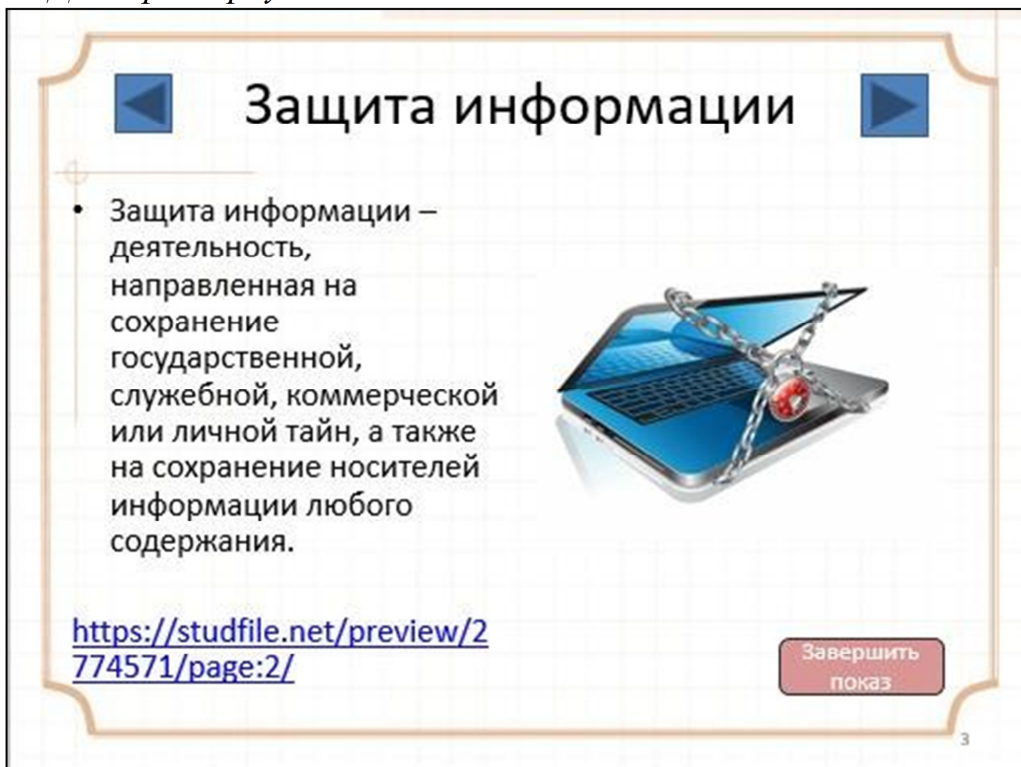 Защита информации
• Защита информации –
деятельность,
направленная на
сохранение
государственной,
служебной, коммерческой
или личной тайн, а также
на сохранение носителей
информации любого
содержания.
https://studfile.net/preview/2
774571/page:2/
Завершить
показ
3